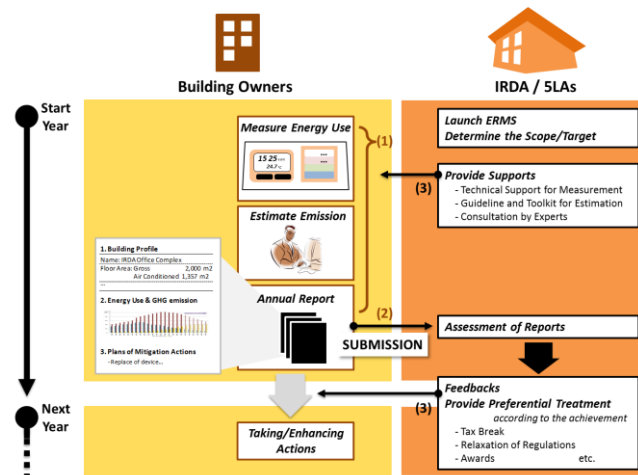 Building Owners
IRDA / 5LAs
Start
Year
Measure Energy Use
(1)
15 25
24.7
Launch ERMS
Determine the Scope/Target
Provide Supports
- Technical Support for Measurement
- Guideline and Toolkit for Estimation
- Consultation by Experts
(3)
Estimate Emission
1. Building Profile
Name: IRDA Office Complex
Floor Area: Gross 2,000 m2
Air Conditioned: 1,357 m2
...
2. Energy Use & GHG emission
3. Plans of Mitigation Actions
-Replace of device...
Annual Report
(2)
SUBMISSION
Assessment of Reports
Feedbacks
Provide Preferential Treatment
according to the achievement
- Tax Break
- Relaxation of Regulations
- Awards etc.
(3)
Next
Year
Taking/Enhancing
Actions